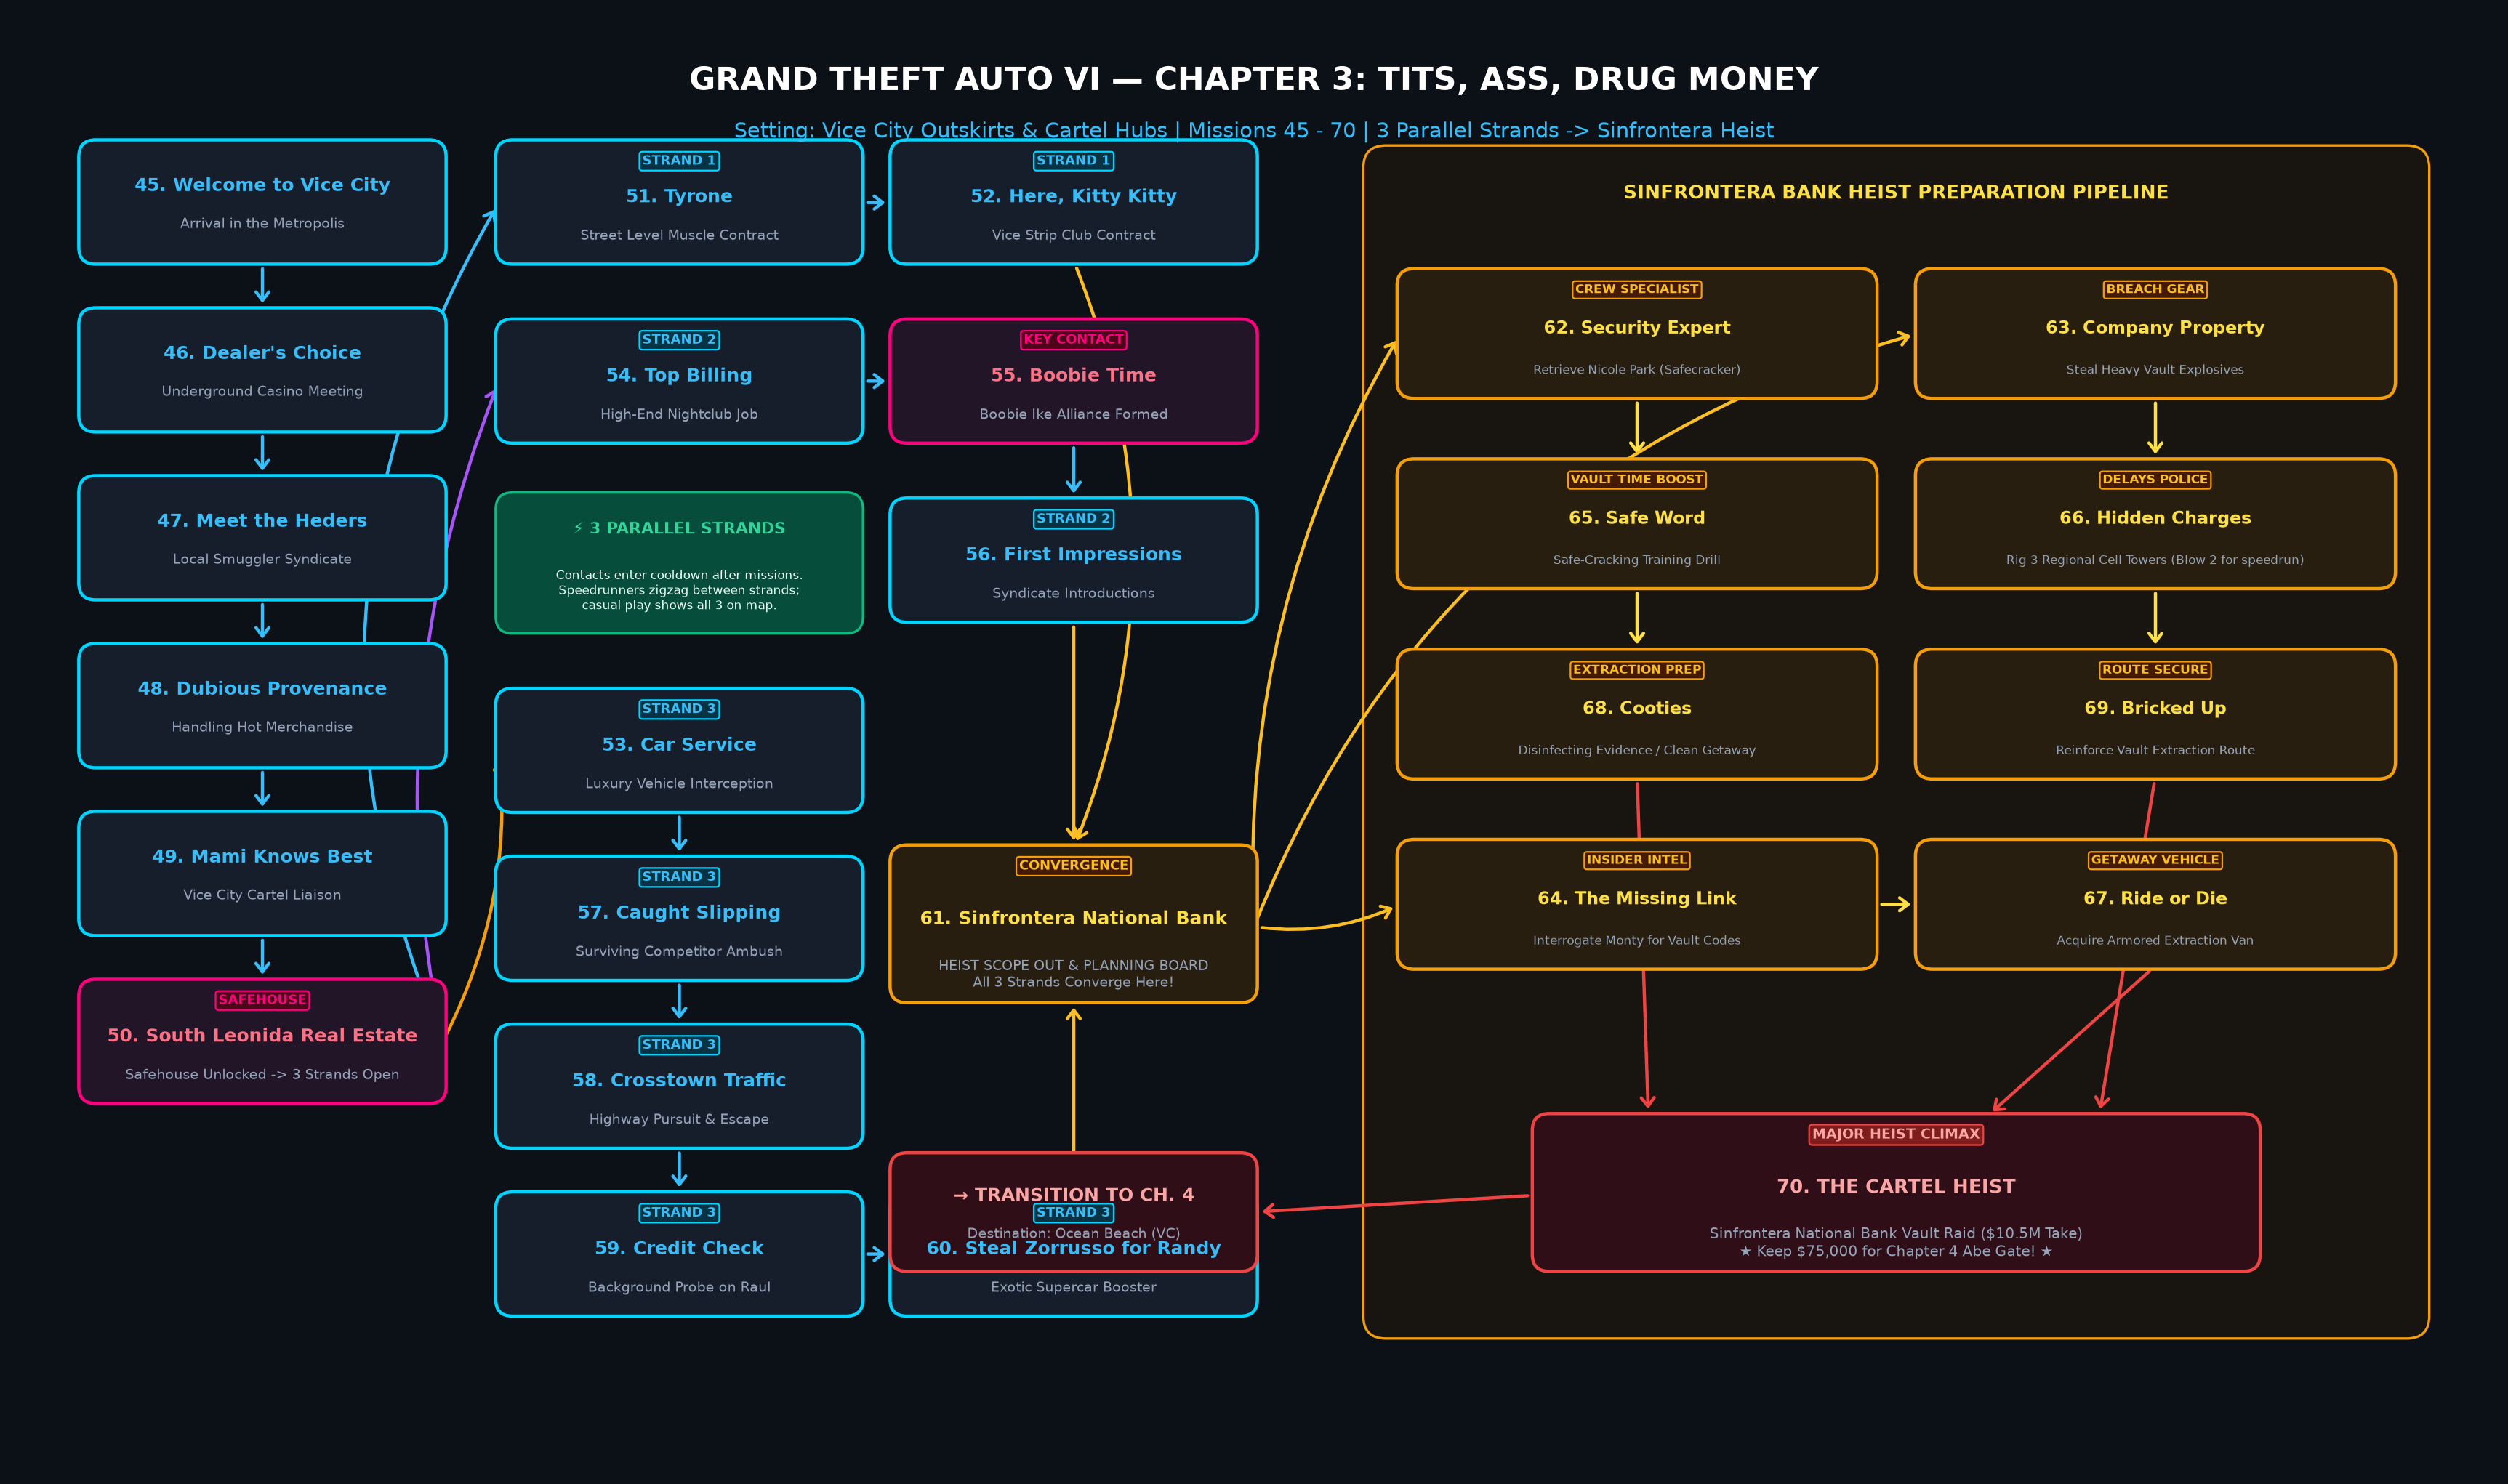 GRAND THEFT AUTO VI — CHAPTER 3: TITS, ASS, DRUG MONEY
Setting: Vice City Outskirts & Cartel Hubs | Missions 45 - 70 | 3 Parallel Strands -> Sinfrontera Heist
45. Welcome to Vice City
Arrival in the Metropolis
46. Dealer's Choice
Underground Casino Meeting
47. Meet the Heders
Local Smuggler Syndicate
48. Dubious Provenance
Handling Hot Merchandise
49. Mami Knows Best
Vice City Cartel Liaison
SAFEHOUSE
50. South Leonida Real Estate
Safehouse Unlocked -> 3 Strands Open
STRAND 1
51. Tyrone
Street Level Muscle Contract
STRAND 1
52. Here, Kitty Kitty
Vice Strip Club Contract
STRAND 2
54. Top Billing
High-End Nightclub Job
KEY CONTACT
55. Boobie Time
Boobie Ike Alliance Formed
⚡ 3 PARALLEL STRANDS
Contacts enter cooldown after missions.
Speedrunners zigzag between strands;
casual play shows all 3 on map.
STRAND 2
56. First Impressions
Syndicate Introductions
STRAND 3
53. Car Service
Luxury Vehicle Interception
STRAND 3
57. Caught Slipping
Surviving Competitor Ambush
STRAND 3
58. Crosstown Traffic
Highway Pursuit & Escape
STRAND 3
59. Credit Check
Background Probe on Raul
CONVERGENCE
61. Sinfrontera National Bank
HEIST SCOPE OUT & PLANNING BOARD
All 3 Strands Converge Here!
→ TRANSITION TO CH. 4
STRAND 3
Destination: Ocean Beach (VC)
60. Steal Zorrusso for Randy
Exotic Supercar Booster
SINFRONTERA BANK HEIST PREPARATION PIPELINE
CREW SPECIALIST
62. Security Expert
Retrieve Nicole Park (Safecracker)
BREACH GEAR
63. Company Property
Steal Heavy Vault Explosives
VAULT TIME BOOST
65. Safe Word
Safe-Cracking Training Drill
DELAYS POLICE
66. Hidden Charges
Rig 3 Regional Cell Towers (Blow 2 for speedrun)
EXTRACTION PREP
68. Cooties
Disinfecting Evidence / Clean Getaway
ROUTE SECURE
69. Bricked Up
Reinforce Vault Extraction Route
INSIDER INTEL
64. The Missing Link
Interrogate Monty for Vault Codes
GETAWAY VEHICLE
67. Ride or Die
Acquire Armored Extraction Van
MAJOR HEIST CLIMAX
70. THE CARTEL HEIST
Sinfrontera National Bank Vault Raid ($10.5M Take)
★ Keep $75,000 for Chapter 4 Abe Gate! ★